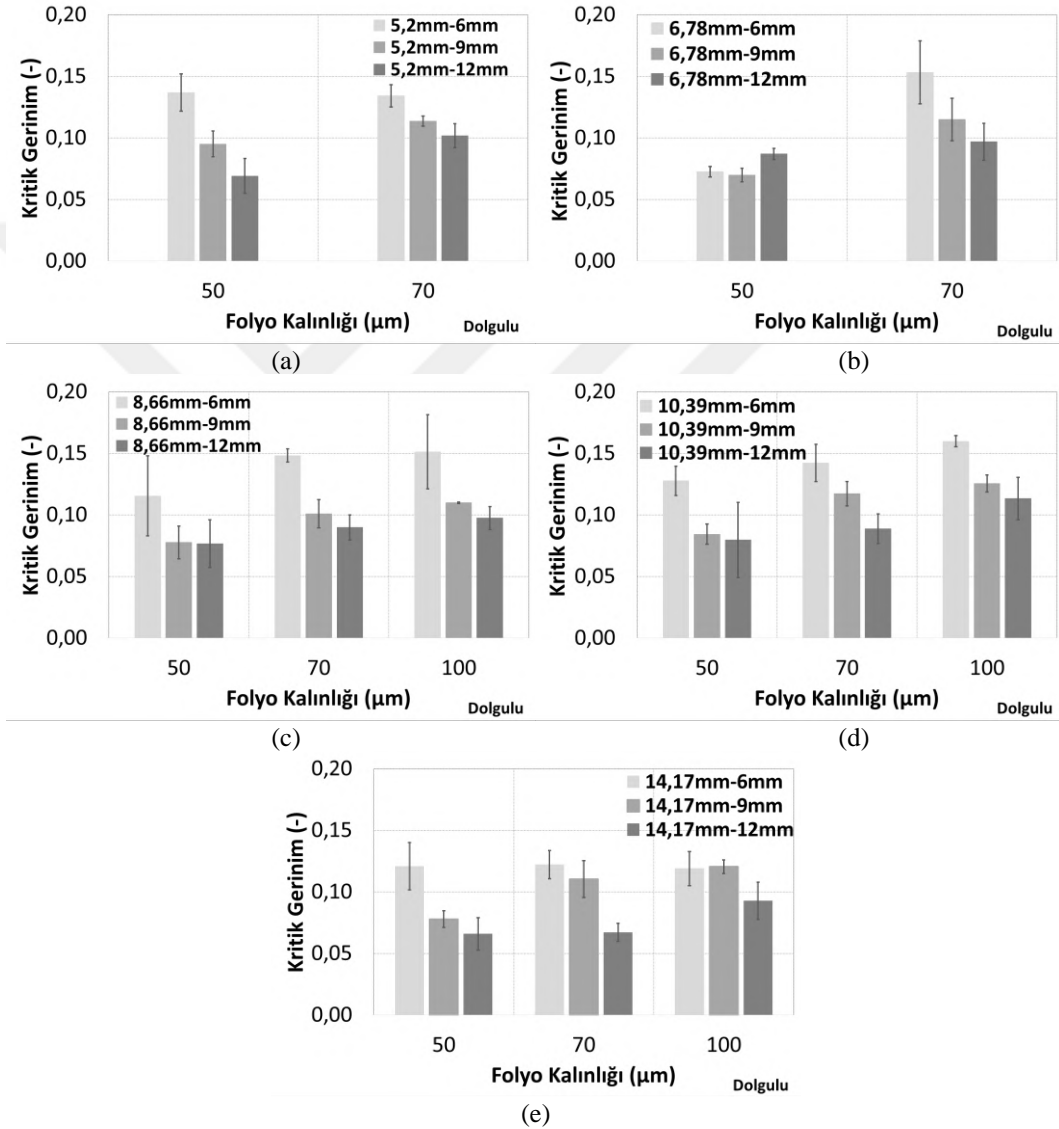 0,20
0,15
0,10
0,05
0,00
Kritik Gerinim (-)
5,2mm-6mm
5,2mm-9mm
5,2mm-12mm
50
70
Folyo Kalınlığı (µm)
Dolgulu
(a)
0,20
0,15
0,10
0,05
0,00
Kritik Gerinim (-)
6,78mm-6mm
6,78mm-9mm
6,78mm-12mm
50
70
Folyo Kalınlığı (µm)
Dolgulu
(b)
0,20
0,15
0,10
0,05
0,00
Kritik Gerinim (-)
8,66mm-6mm
8,66mm-9mm
8,66mm-12mm
50
70
100
Folyo Kalınlığı (µm)
Dolgulu
(c)
0,20
0,15
0,10
0,05
0,00
Kritik Gerinim (-)
10,39mm-6mm
10,39mm-9mm
10,39mm-12mm
50
70
100
Folyo Kalınlığı (µm)
Dolgulu
(d)
0,20
0,15
0,10
0,05
0,00
Kritik Gerinim (-)
14,17mm-6mm
14,17mm-9mm
14,17mm-12mm
50
70
100
Folyo Kalınlığı (µm)
Dolgulu
(e)